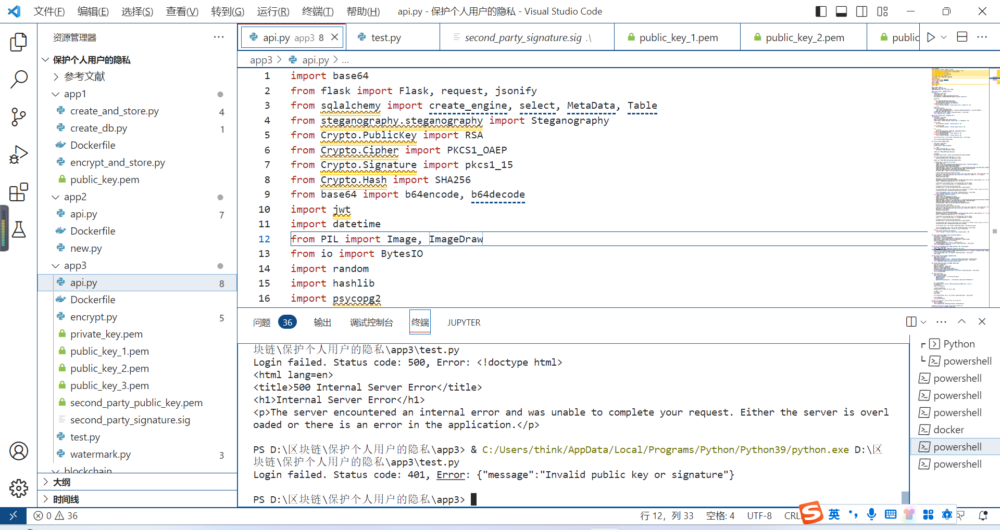 文件(F) 编辑(E) 选择(S) 查看(V) 转到(G) 运行(R) 终端(T) 帮助(H) api.py - 保护个人用户的隐私 - Visual Studio Code
资源管理器
保护个人用户的隐私
参考文献
app1
create_and_store.py 4
create_db.py 1
Dockerfile
encrypt_and_store.py
public_key.pem
app2
api.py 7
Dockerfile
new.py
app3
api.py 8
Dockerfile
encrypt.py 5
private_key.pem
public_key_1.pem
public_key_2.pem
public_key_3.pem
second_party_public_key.pem
second_party_signature.sig
test.py
watermark.py 3
blockchain
大纲
时间线
api.py app3 8 test.py second_party_signature.sig .\ public_key_1.pem public_key_2.pem public
app3 > api.py > ...
1 import base64
2 from flask import Flask, request, jsonify
3 from sqlalchemy import create_engine, select, MetaData, Table
4 from steganography.steganography import Steganography
5 from Crypto.PublicKey import RSA
6 from Crypto.Cipher import PKCS1_OAEP
7 from Crypto.Signature import pkcs1_15
8 from Crypto.Hash import SHA256
9 from base64 import b64encode, b64decode
10 import jwt
11 import datetime
12 from PIL import Image, ImageDraw
13 from io import BytesIO
14 import random
15 import hashlib
16 import psycopg2
问题 36 输出 调试控制台 终端 JUPYTER
块链\保护个人用户的隐私\app3\test.py
Login failed. Status code: 500, Error: <!doctype html>
<html lang=en>
<title>500 Internal Server Error</title>
<h1>Internal Server Error</h1>
<p>The server encountered an internal error and was unable to complete your request. Either the server is overl
oaded or there is an error in the application.</p>
PS D:\区块链\保护个人用户的隐私\app3> & C:/Users/think/AppData/Local/Programs/Python/Python39/python.exe D:\区
块链\保护个人用户的隐私\app3\test.py
Login failed. Status code: 401, Error: {"message":"Invalid public key or signature"}
PS D:\区块链\保护个人用户的隐私\app3>
Python
powershell
powershell
powershell
powershell
docker
powershell
powershell
0 36
行 12，列 33 空格: 4 UTF-8 CRL
S 英